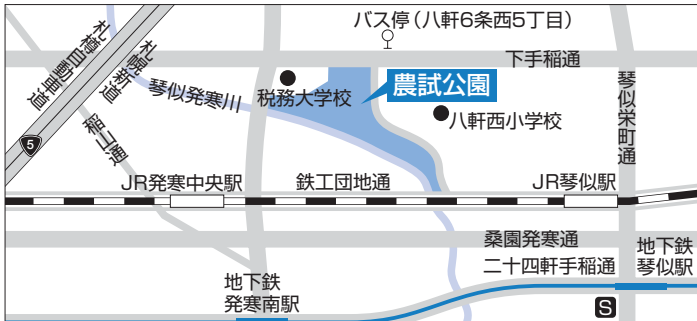 バス停(八軒6条西5丁目)
札樽自動車道
札幌新道
下手稲通
税務大学校
農試公園
琴似発寒川
琴似栄町通
八軒西小学校
稲山通
5
JR発寒中央駅
鉄工団地通
JR琴似駅
桑園発寒通
二十四軒手稲通
地下鉄
琴似駅
地下鉄
発寒南駅
S